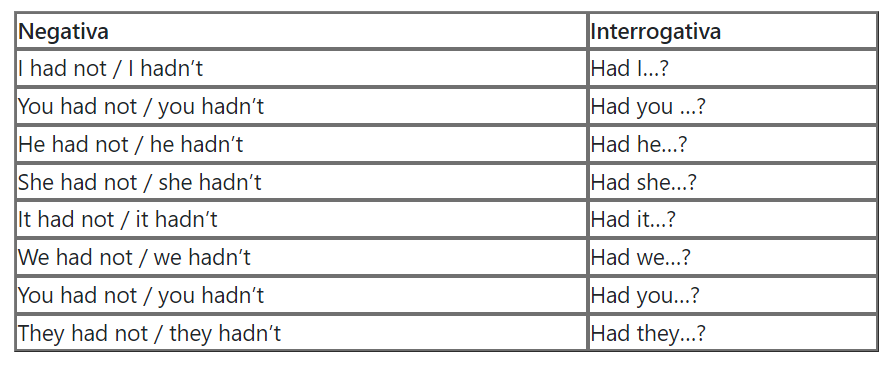 Negativa Interrogativa
I had not / I hadn’t Had I…?
You had not / you hadn’t Had you …?
He had not / he hadn’t Had he…?
She had not / she hadn’t Had she…?
It had not / it hadn’t Had it…?
We had not / we hadn’t Had we…?
You had not / you hadn’t Had you…?
They had not / they hadn’t Had they…?